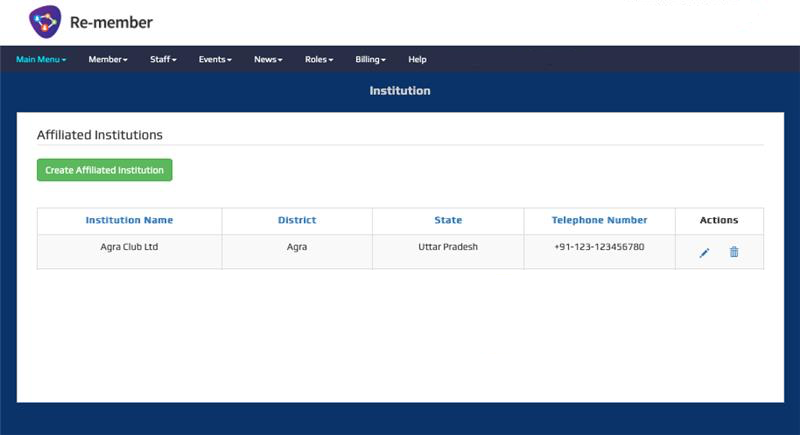 Re-member
Main Menu Member Staff Events News Roles Billing Help
Institution
Affiliated Institutions
Create Affiliated Institution
Institution Name District State Telephone Number Actions
Agra Club Ltd Agra Uttar Pradesh +91-123-123456780